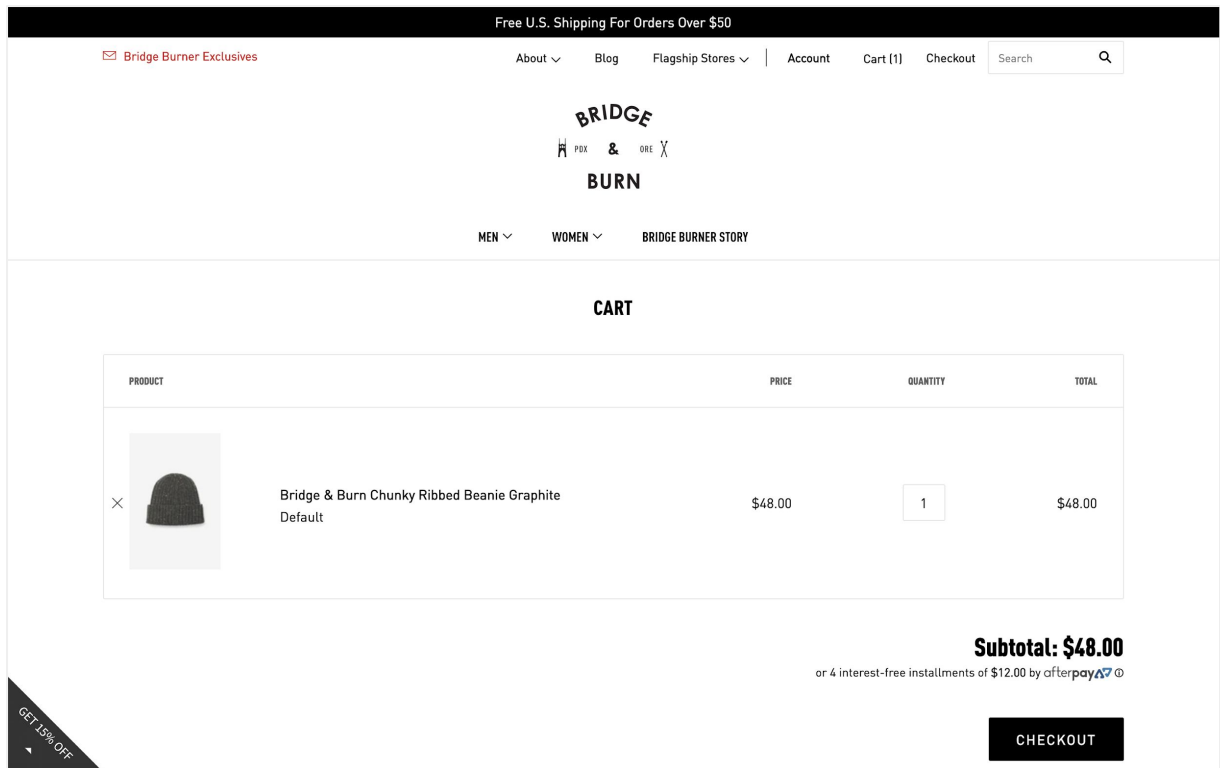 Free U.S. Shipping For Orders Over $50
Bridge Burner Exclusives
About
Blog
Flagship Stores
Account
Cart (1)
Checkout
Search
BRIDGE
PDX & ORE
BURN
MEN
WOMEN
BRIDGE BURNER STORY
CART
PRODUCT PRICE QUANTITY TOTAL
Bridge & Burn Chunky Ribbed Beanie Graphite
Default
$48.00
1
$48.00
Subtotal: $48.00
or 4 interest-free installments of $12.00 by afterpay
GET 15% OFF
CHECKOUT